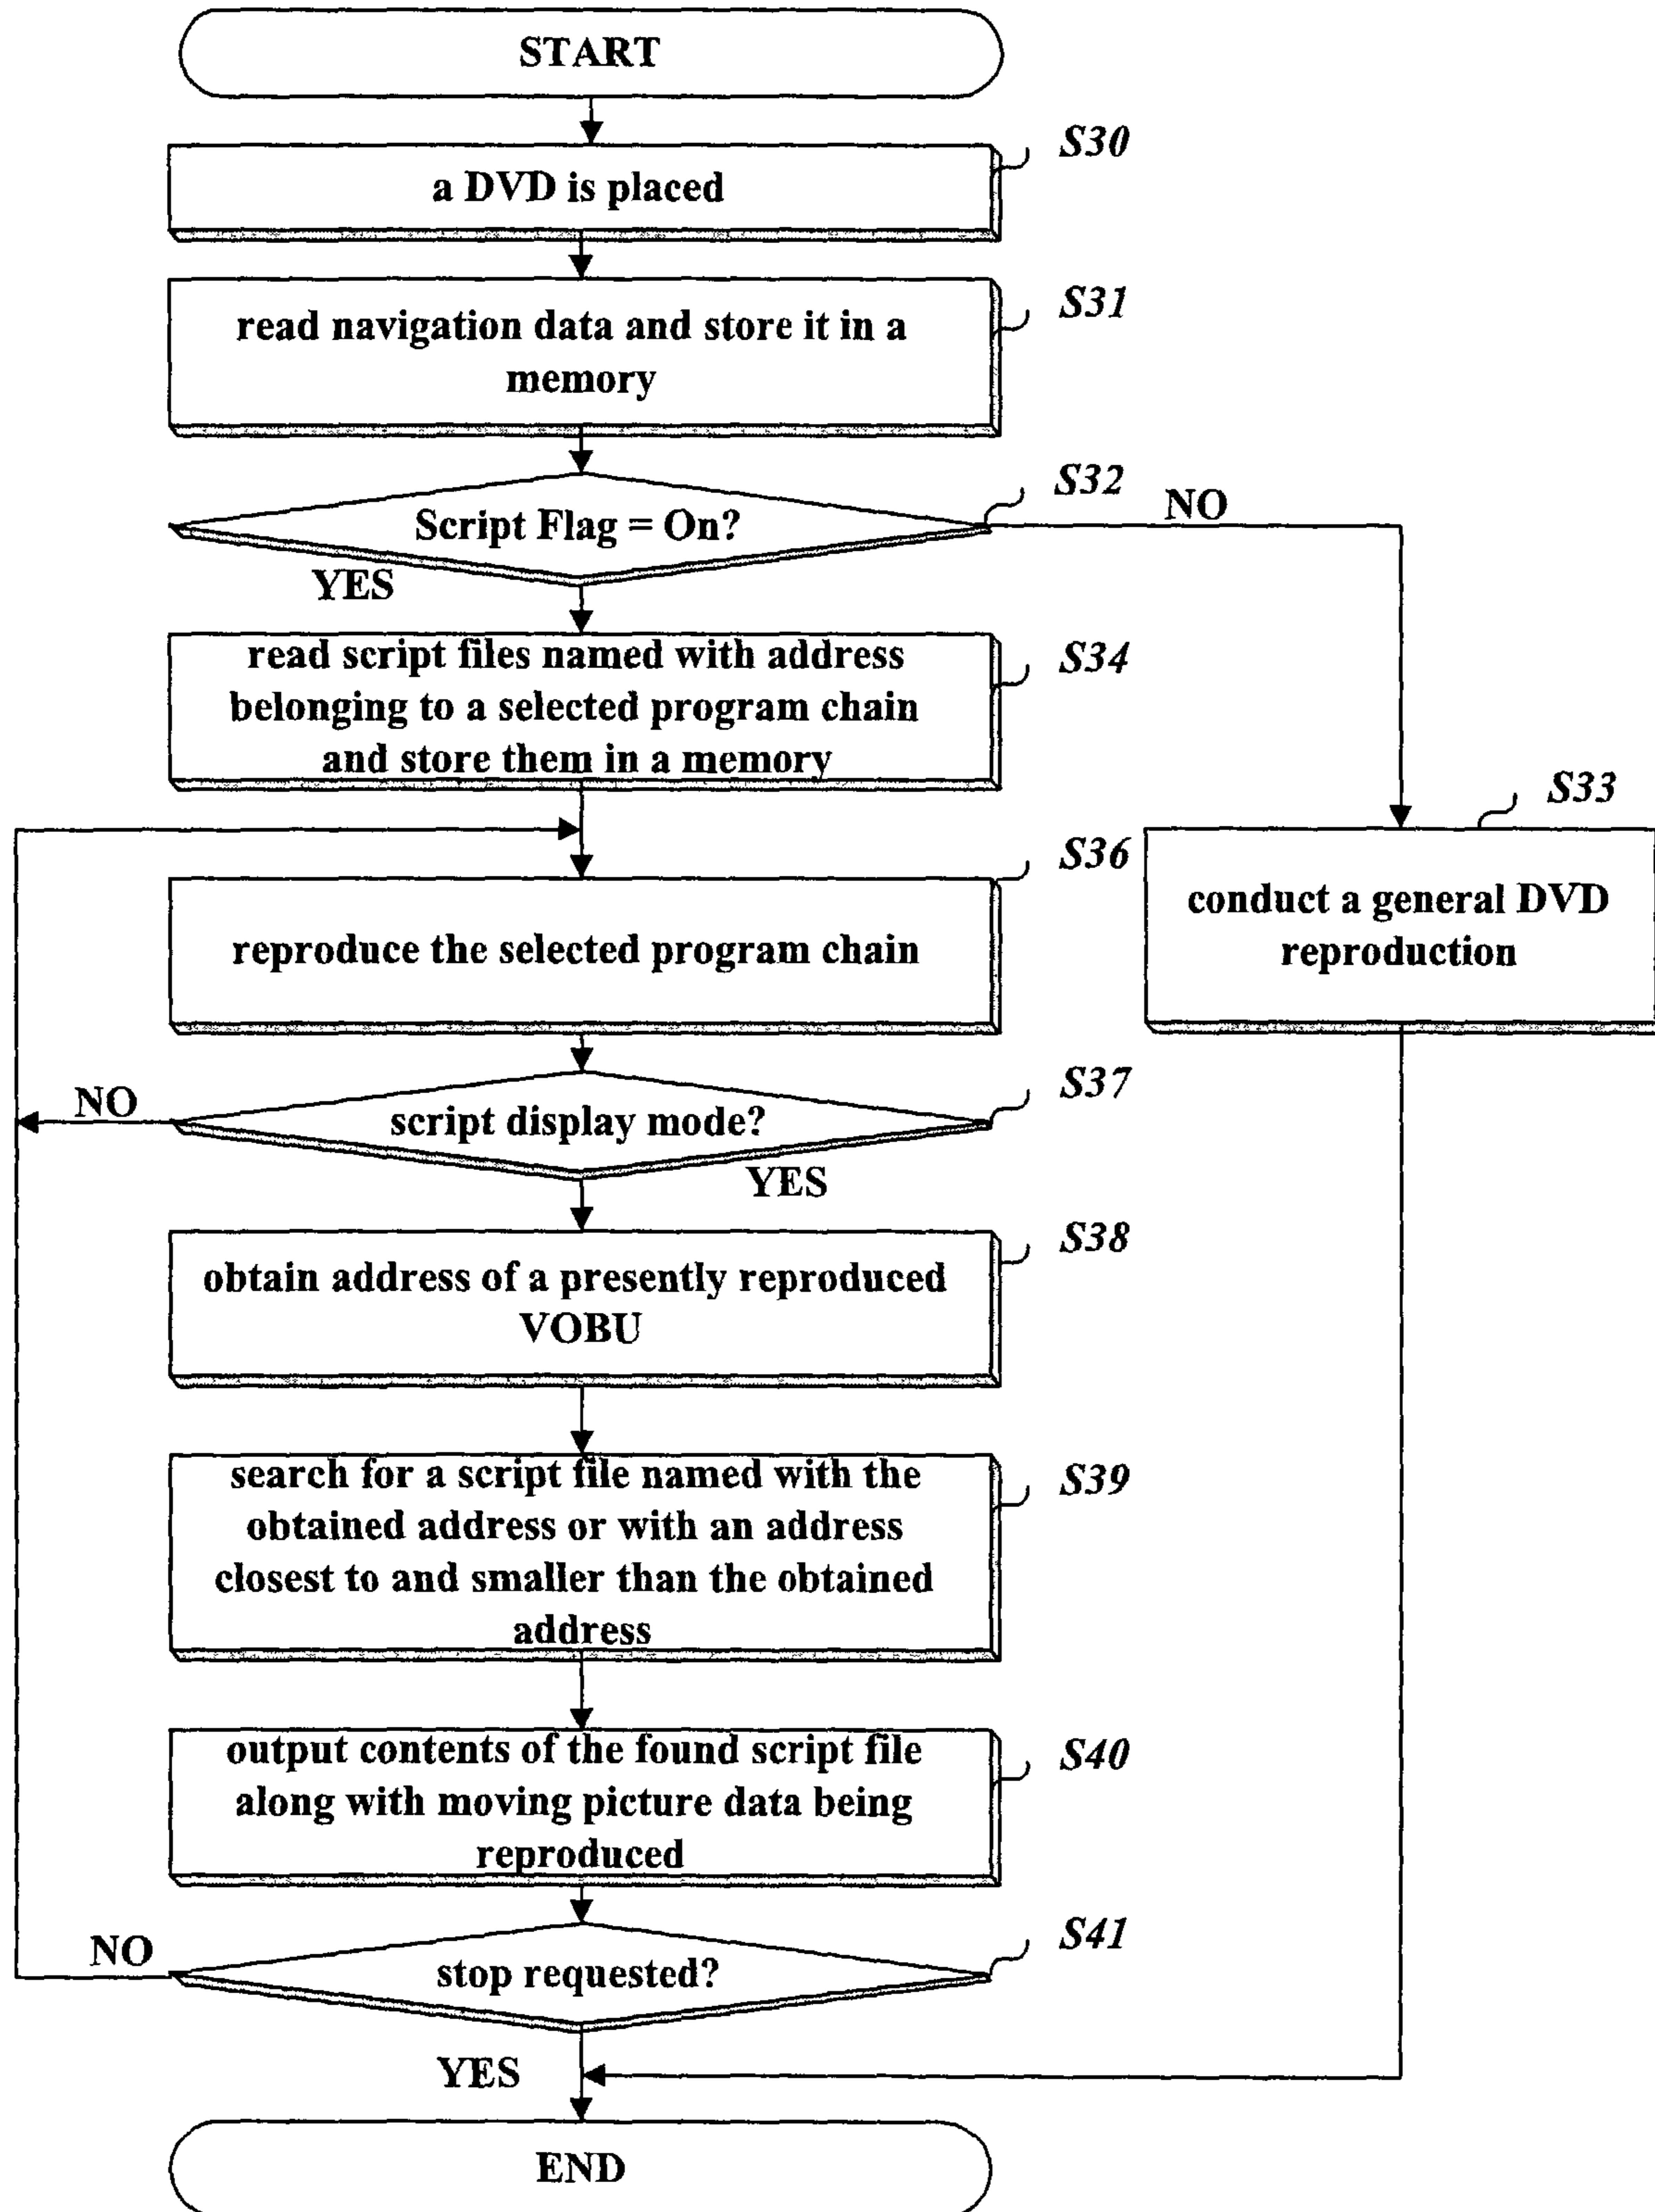 START
S30
a DVD is placed
S31
read navigation data and store it in a
memory
S32
NO
Script Flag = On?
YES
S34
read script files named with address
belonging to a selected program chain
and store them in a memory
S33
conduct a general DVD
reproduction
S36
reproduce the selected program chain
S37
NO
script display mode?
YES
S38
obtain address of a presently reproduced
VOBU
S39
search for a script file named with the
obtained address or with an address
closest to and smaller than the obtained
address
S40
output contents of the found script file
along with moving picture data being
reproduced
S41
NO
stop requested?
YES
END